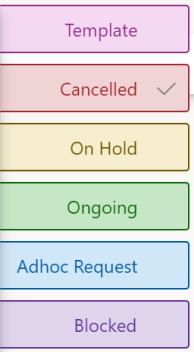 Template
Cancelled
On Hold
Ongoing
Adhoc Request
Blocked